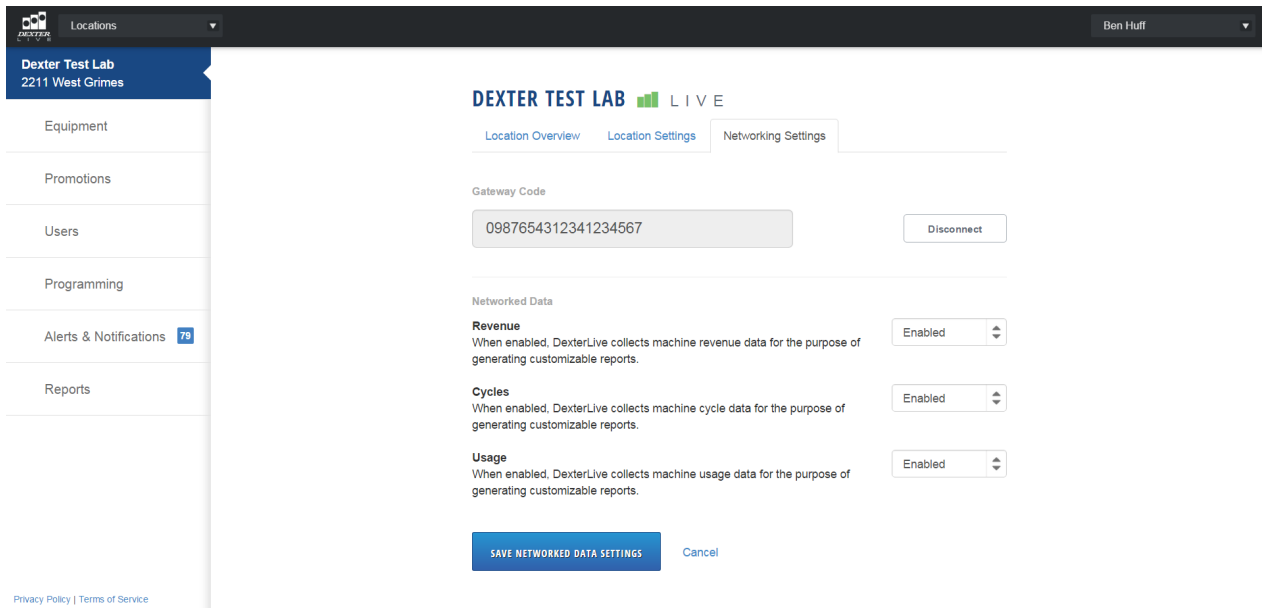 DEXTER
LIVE
Locations
Ben Huff
Dexter Test Lab
2211 West Grimes
Equipment
Promotions
Users
Programming
Alerts & Notifications 79
Reports
Privacy Policy | Terms of Service
DEXTER TEST LAB LIVE
Location Overview Location Settings Networking Settings
Gateway Code
0987654312341234567 Disconnect
Networked Data
Revenue
When enabled, DexterLive collects machine revenue data for the purpose of
generating customizable reports.
Enabled
Cycles
When enabled, DexterLive collects machine cycle data for the purpose of
generating customizable reports.
Enabled
Usage
When enabled, DexterLive collects machine usage data for the purpose of
generating customizable reports.
Enabled
SAVE NETWORKED DATA SETTINGS Cancel